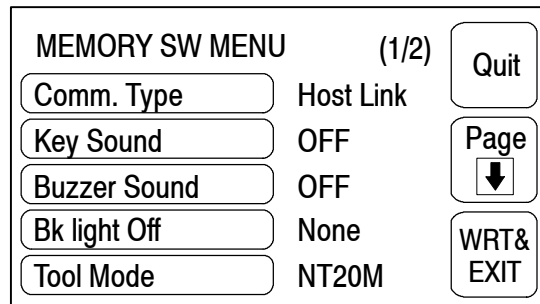 MEMORY SW MENU (1/2)
Quit
Comm. Type Host Link
Key Sound OFF
Page
Buzzer Sound OFF
Bk light Off None
WRT&
EXIT
Tool Mode NT20M